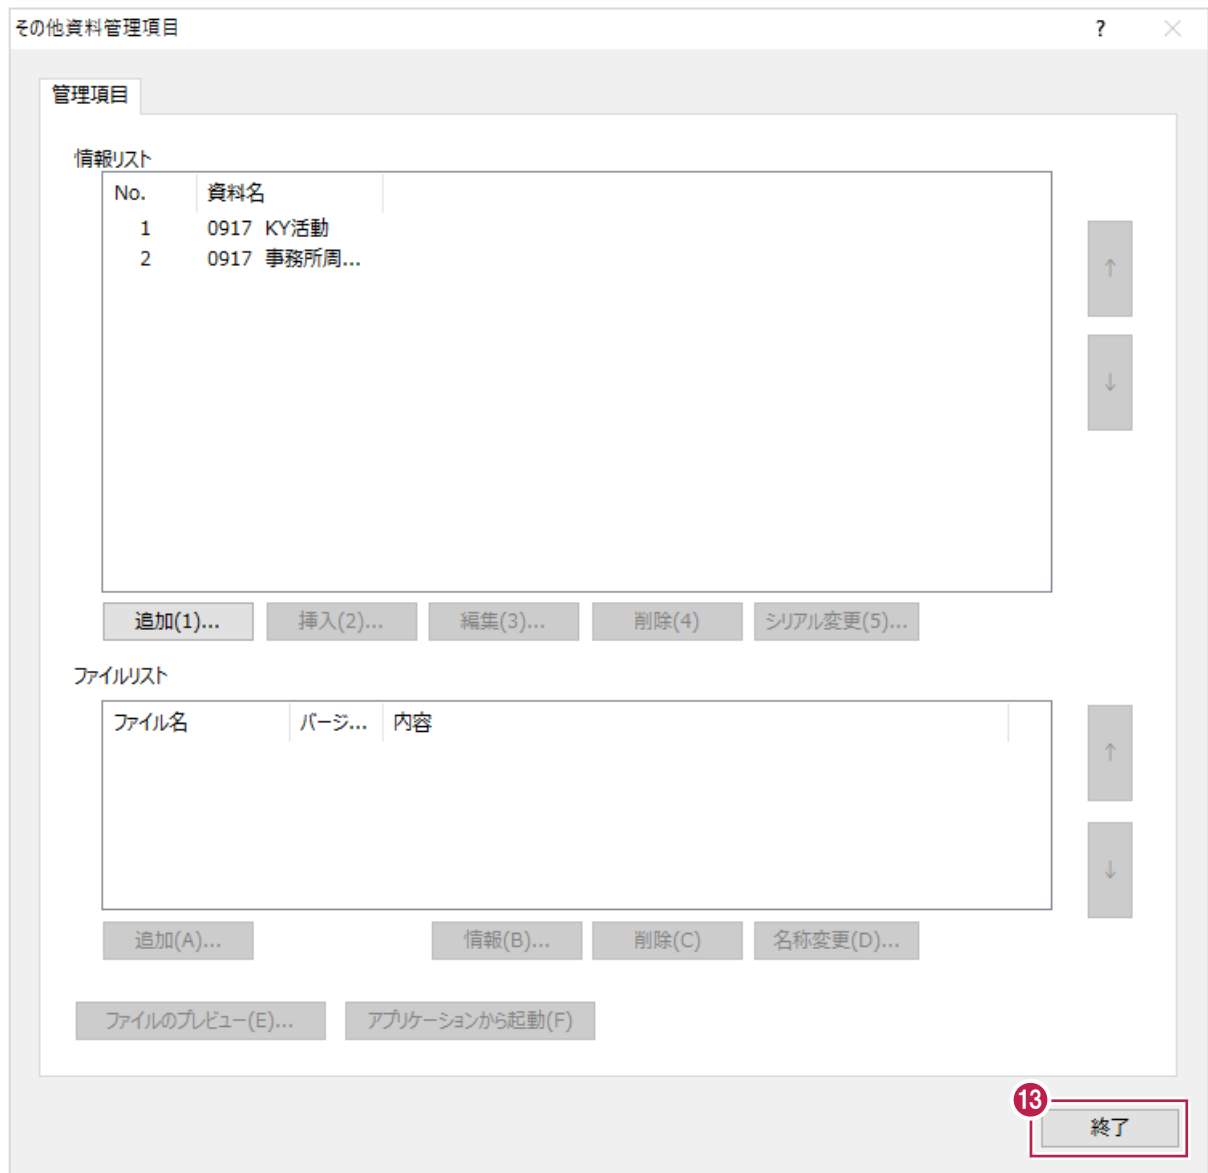 その他資料管理項目 ?
管理項目
情報リスト
No. 資料名
1 0917 KY活動
2 0917 事務所周...
↑
↓
追加(1)... 挿入(2)... 編集(3)... 削除(4) シリアル変更(5)...
ファイルリスト
ファイル名 バージ... 内容
↑
↓
追加(A)... 情報(B)... 削除(C) 名称変更(D)...
ファイルのプレビュー(E)... アプリケーションから起動(F)
13
終了